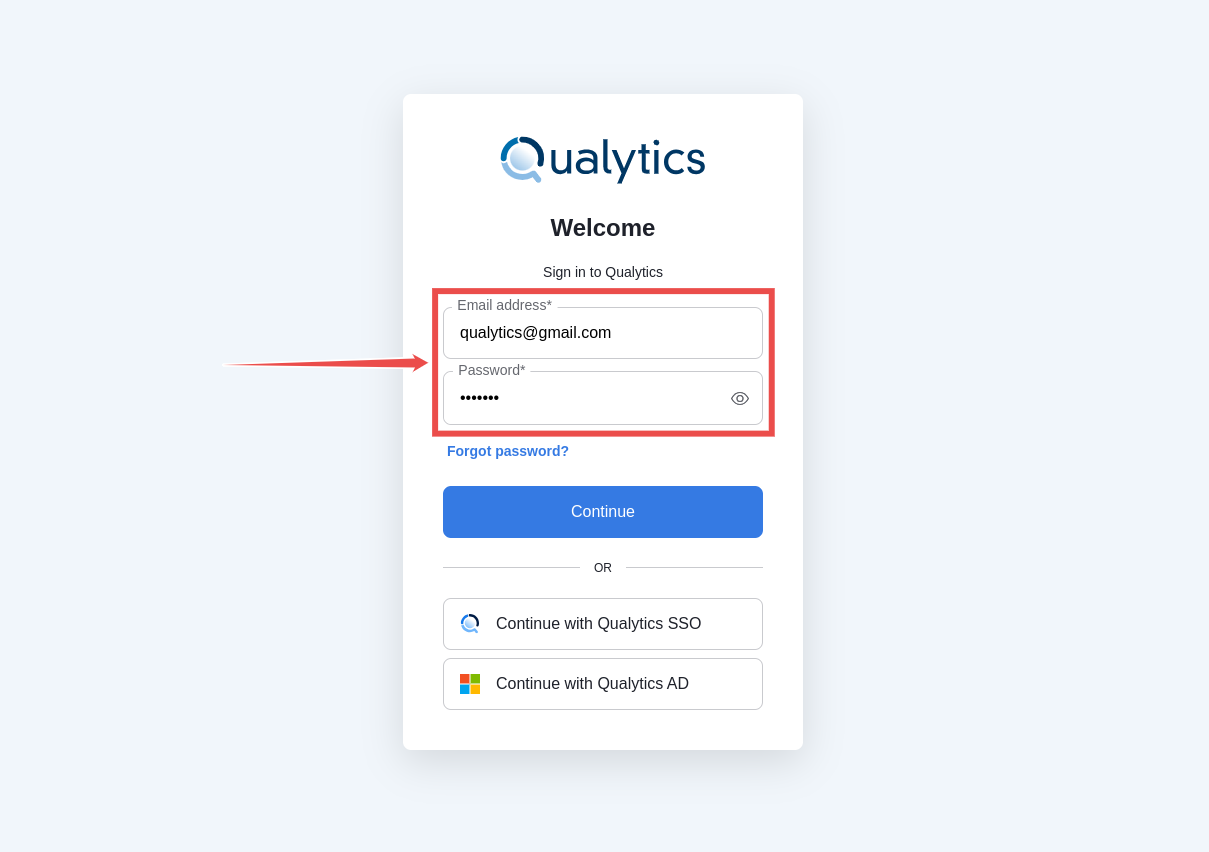 Qualytics
Welcome
Sign in to Qualytics
Email address*
qualytics@gmail.com
Password*
•••••••
Forgot password?
Continue
OR
Continue with Qualytics SSO
Continue with Qualytics AD